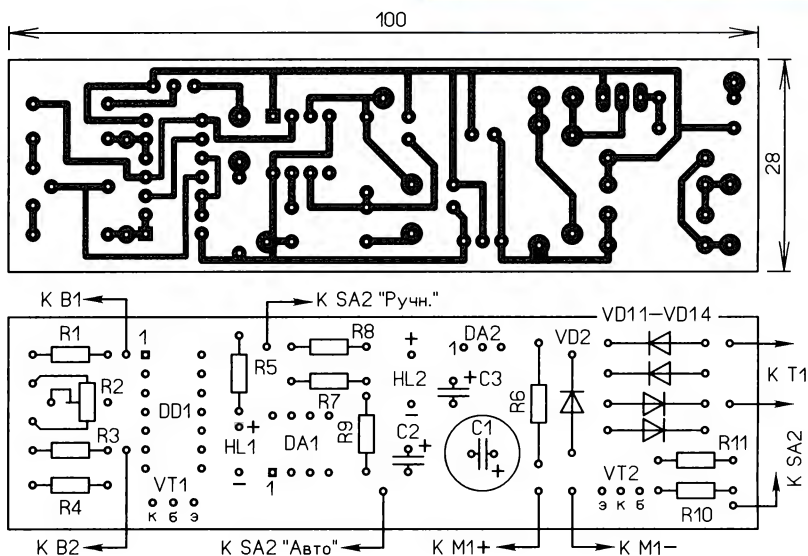 100
28
К В1
К SA2 "Ручн."
VD11–VD14
R1
1
R8
+
DA2
1
VD2
R2
R5
R7
HL2
C3
+
К Т1
DD1
R6
R3
+
HL1
DA1
R9
–
C2
+
C1
+
R11
К SA2
R4
VT1
к б э
–
1
VT2
э к б
R10
К В2
К SA2 "Авто"
К М1+
К М1–